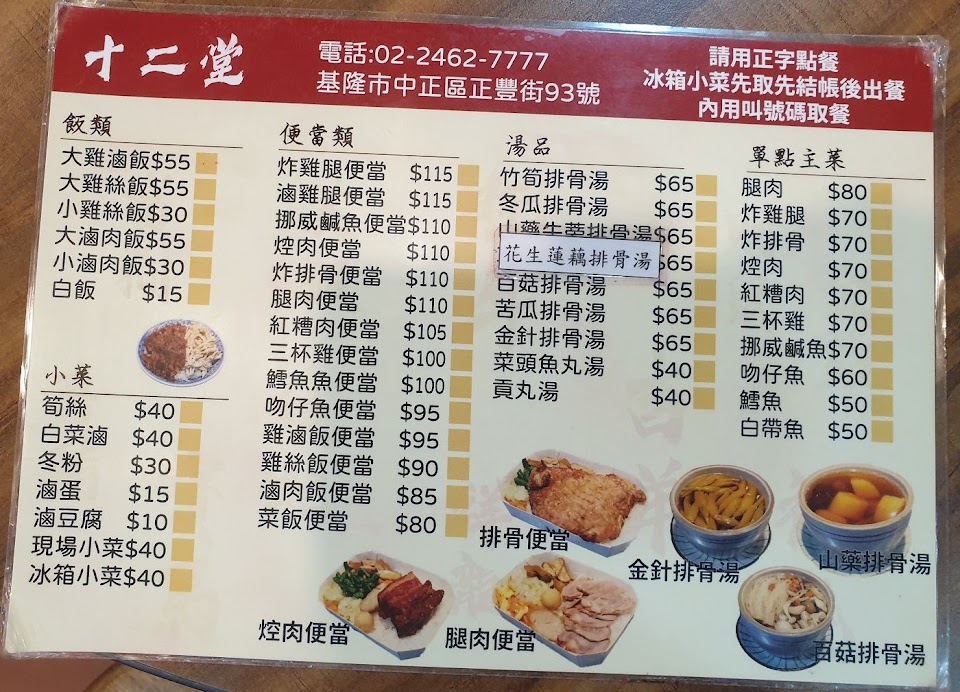 十二堂
電話:02-2462-7777
基隆市中正區正豐街93號
請用正字點餐
冰箱小菜先取先結帳後出餐
內用叫號碼取餐
飯類
大雞滷飯$55
大雞絲飯$55
小雞絲飯$30
大滷肉飯$55
小滷肉飯$30
白飯 $15
小菜
筍絲 $40
白菜滷 $40
冬粉 $30
滷蛋 $15
滷豆腐 $10
現場小菜$40
冰箱小菜$40
便當類
炸雞腿便當 $115
滷雞腿便當 $115
挪威鹹魚便當$110
焢肉便當 $110
炸排骨便當 $110
腿肉便當 $110
紅糟肉便當 $105
三杯雞便當 $100
鱈魚魚便當 $100
吻仔魚便當 $95
雞滷飯便當 $95
雞絲飯便當 $90
滷肉飯便當 $85
菜飯便當 $80
湯品
竹筍排骨湯 $65
冬瓜排骨湯 $65
山藥牛蒡排骨湯$65
花生蓮藕排骨湯 $65
百菇排骨湯 $65
苦瓜排骨湯 $65
金針排骨湯 $65
菜頭魚丸湯 $40
貢丸湯 $40
單點主菜
腿肉 $80
炸雞腿 $70
炸排骨 $70
焢肉 $70
紅糟肉 $70
三杯雞 $70
挪威鹹魚$70
吻仔魚 $60
鱈魚 $50
白帶魚 $50
排骨便當
金針排骨湯
山藥排骨湯
焢肉便當
腿肉便當
百菇排骨湯